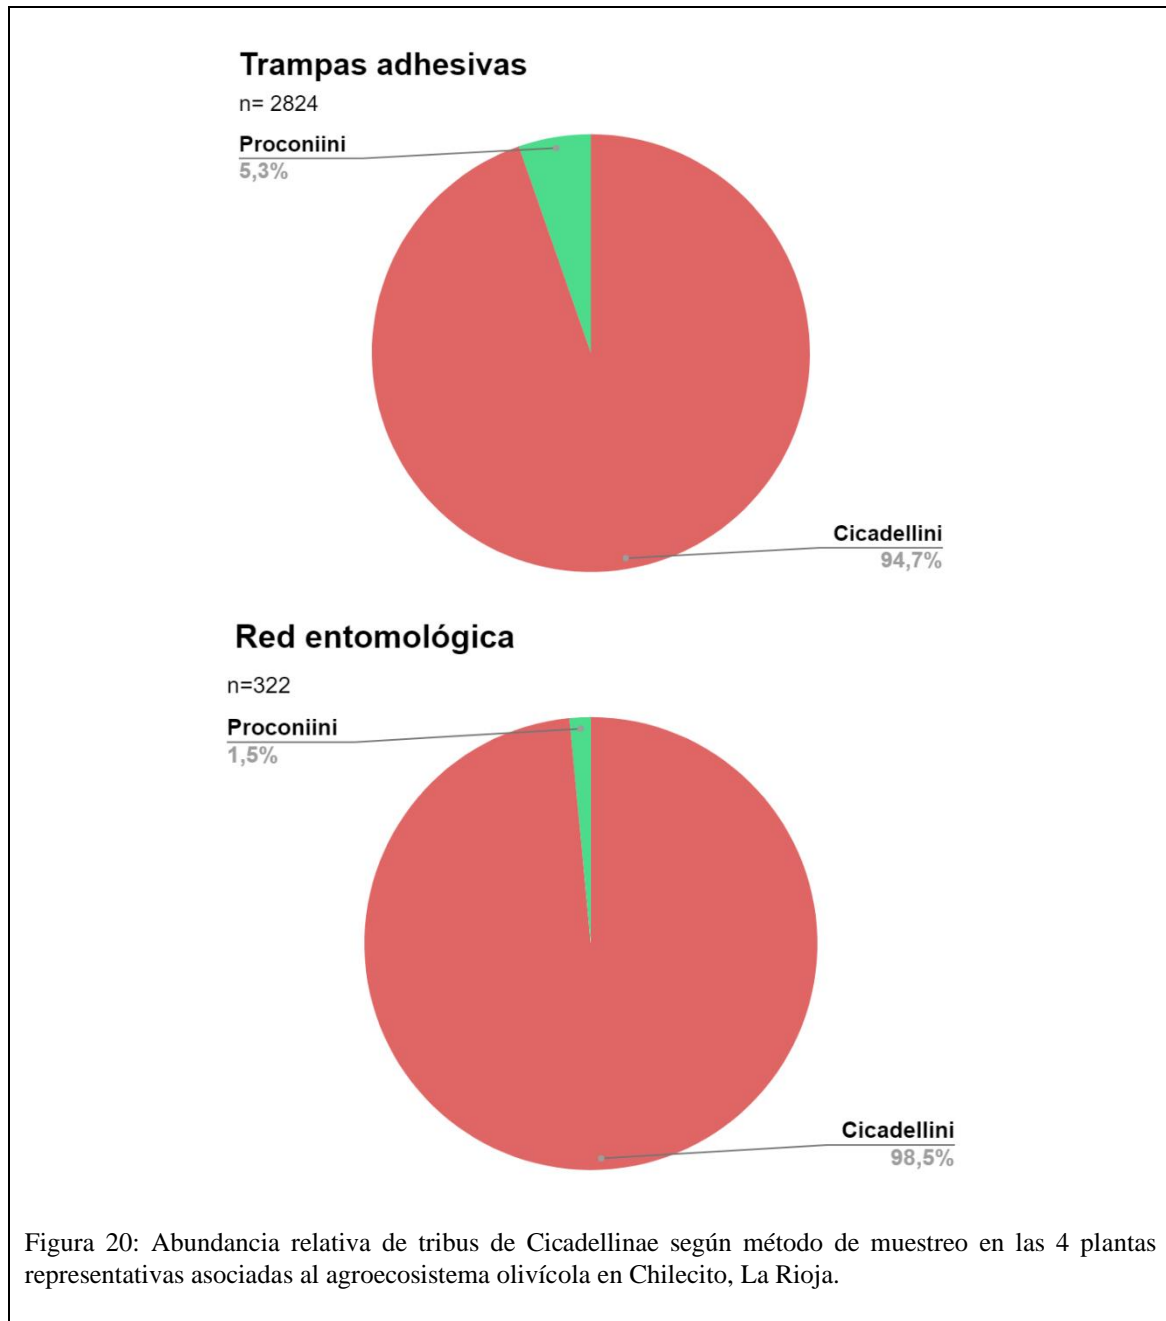 Trampas adhesivas
n= 2824
Proconiini
5,3%
Cicadellini
94,7%
Red entomológica
n=322
Proconiini
1,5%
Cicadellini
98,5%
Figura 20: Abundancia relativa de tribus de Cicadellinae según método de muestreo en las 4 plantas
representativas asociadas al agroecosistema olivícola en Chilecito, La Rioja.